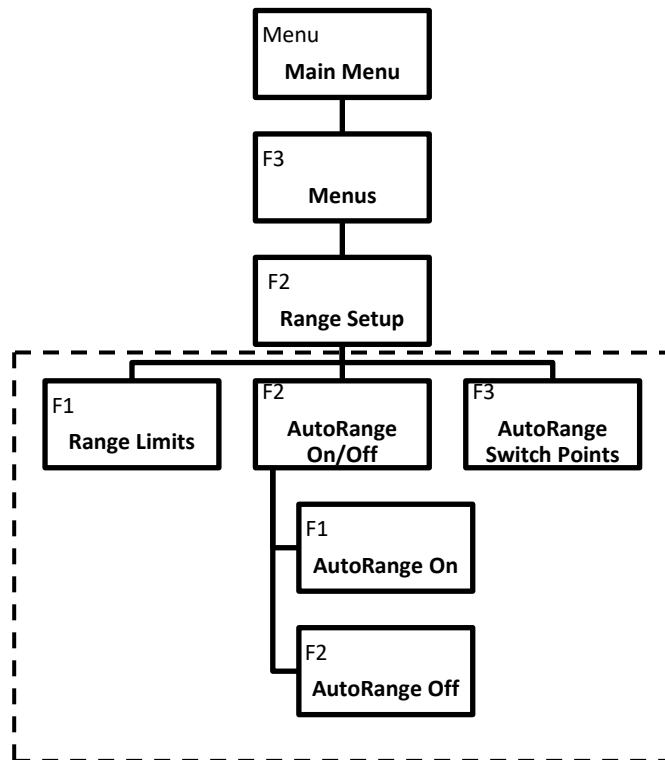 Menu
Main Menu
F3
Menus
F2
Range Setup
F1
Range Limits
F2
AutoRange
On/Off
F3
AutoRange
Switch Points
F1
AutoRange On
F2
AutoRange Off